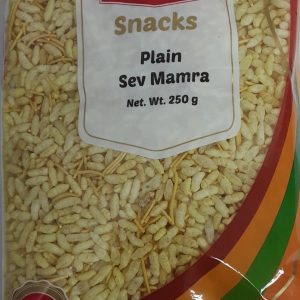 Snacks
Plain
Sev Mamra
Net. Wt. 250 g